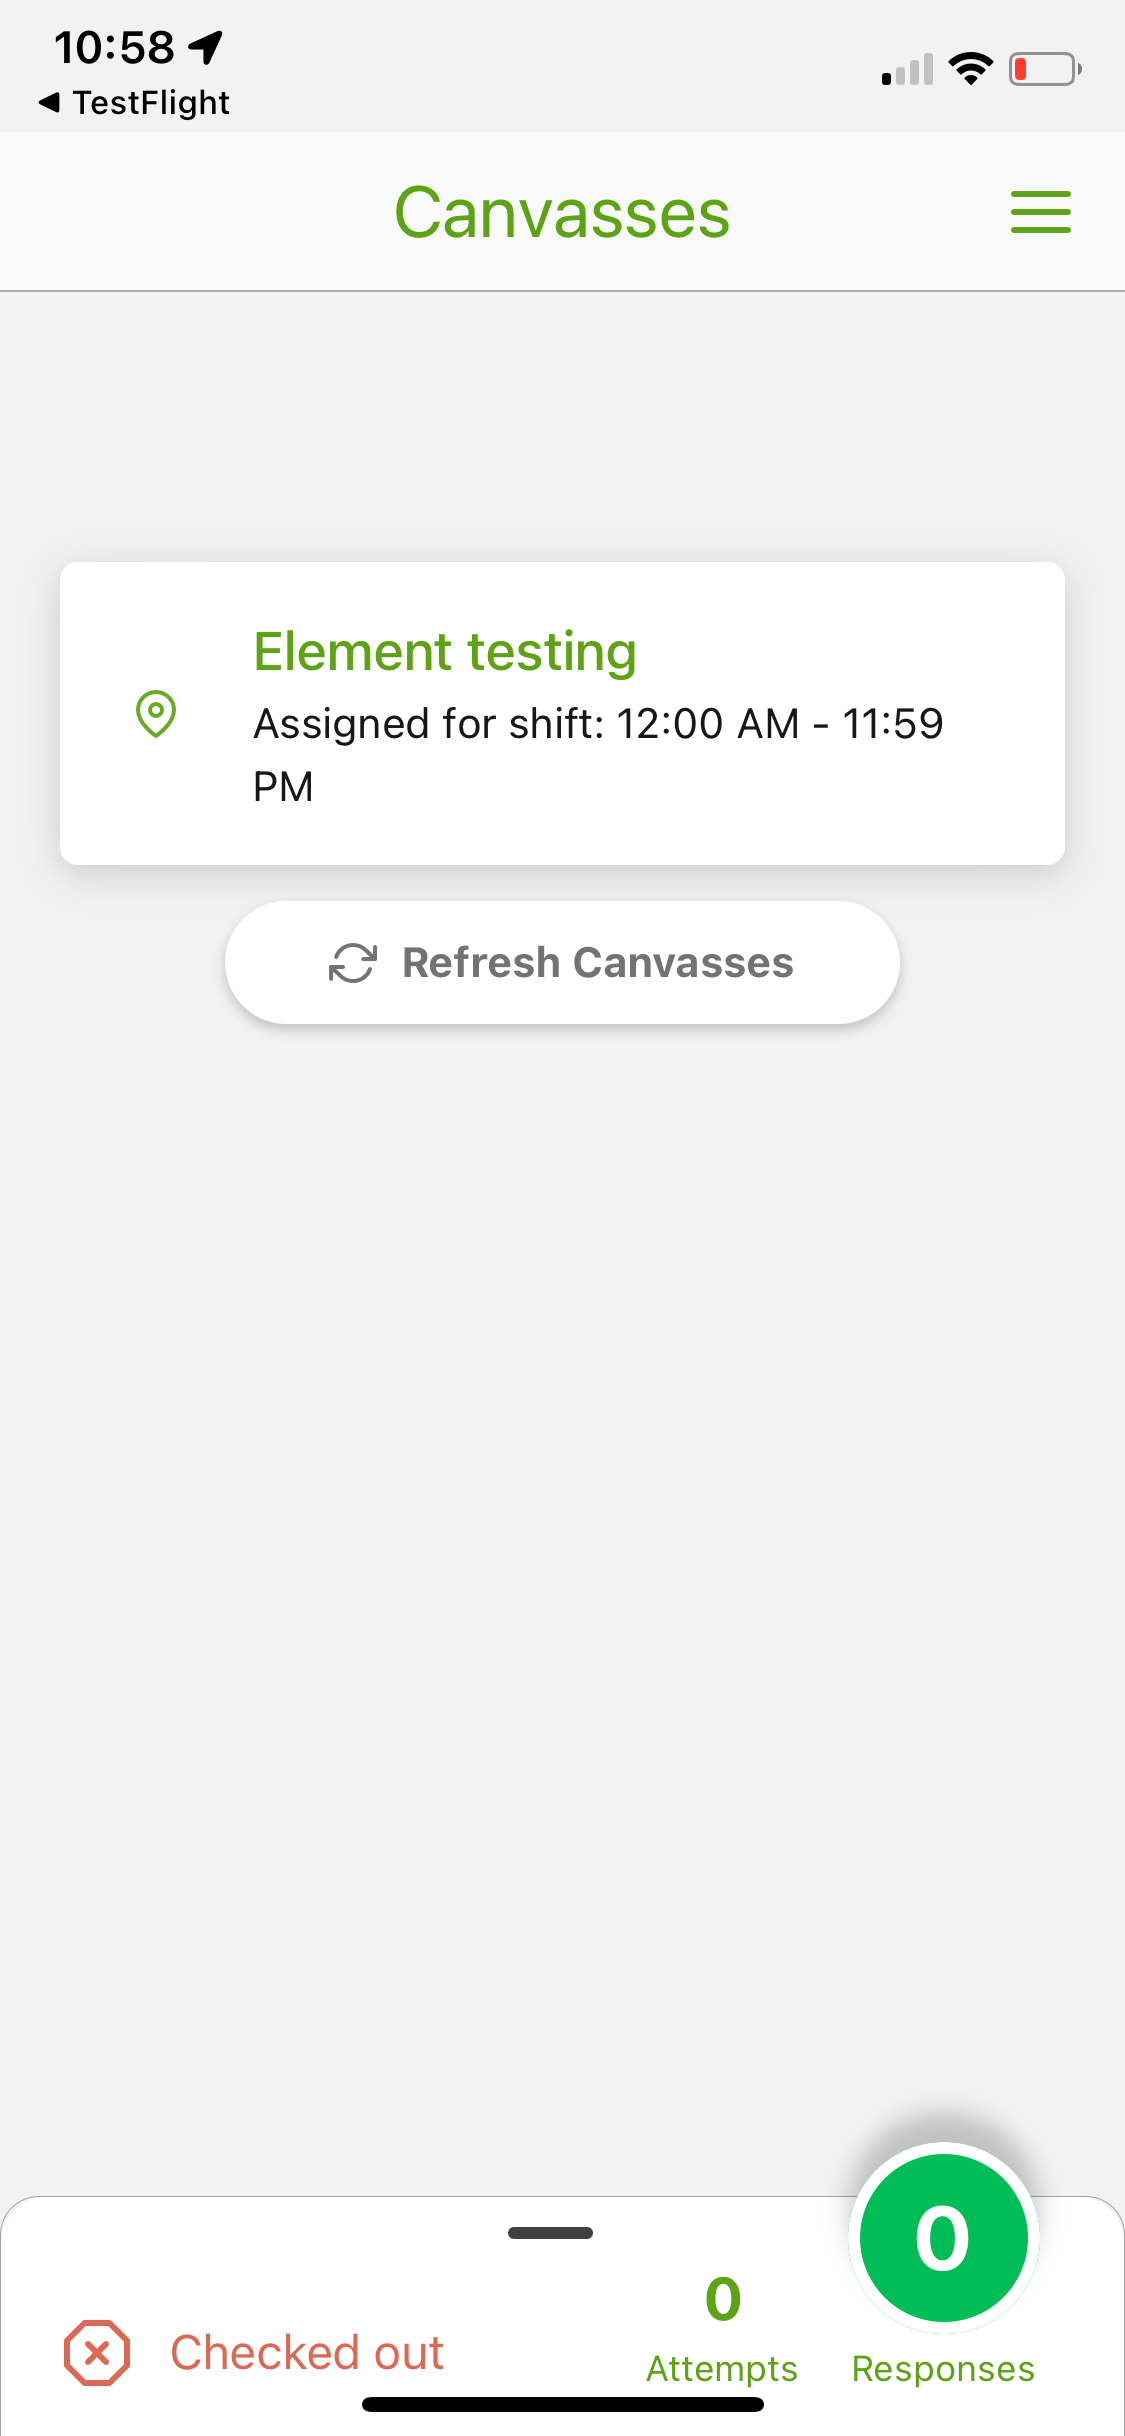 10:58
TestFlight
Canvasses
Element testing
Assigned for shift: 12:00 AM - 11:59
PM
Refresh Canvasses
0
0
Checked out
Attempts
Responses